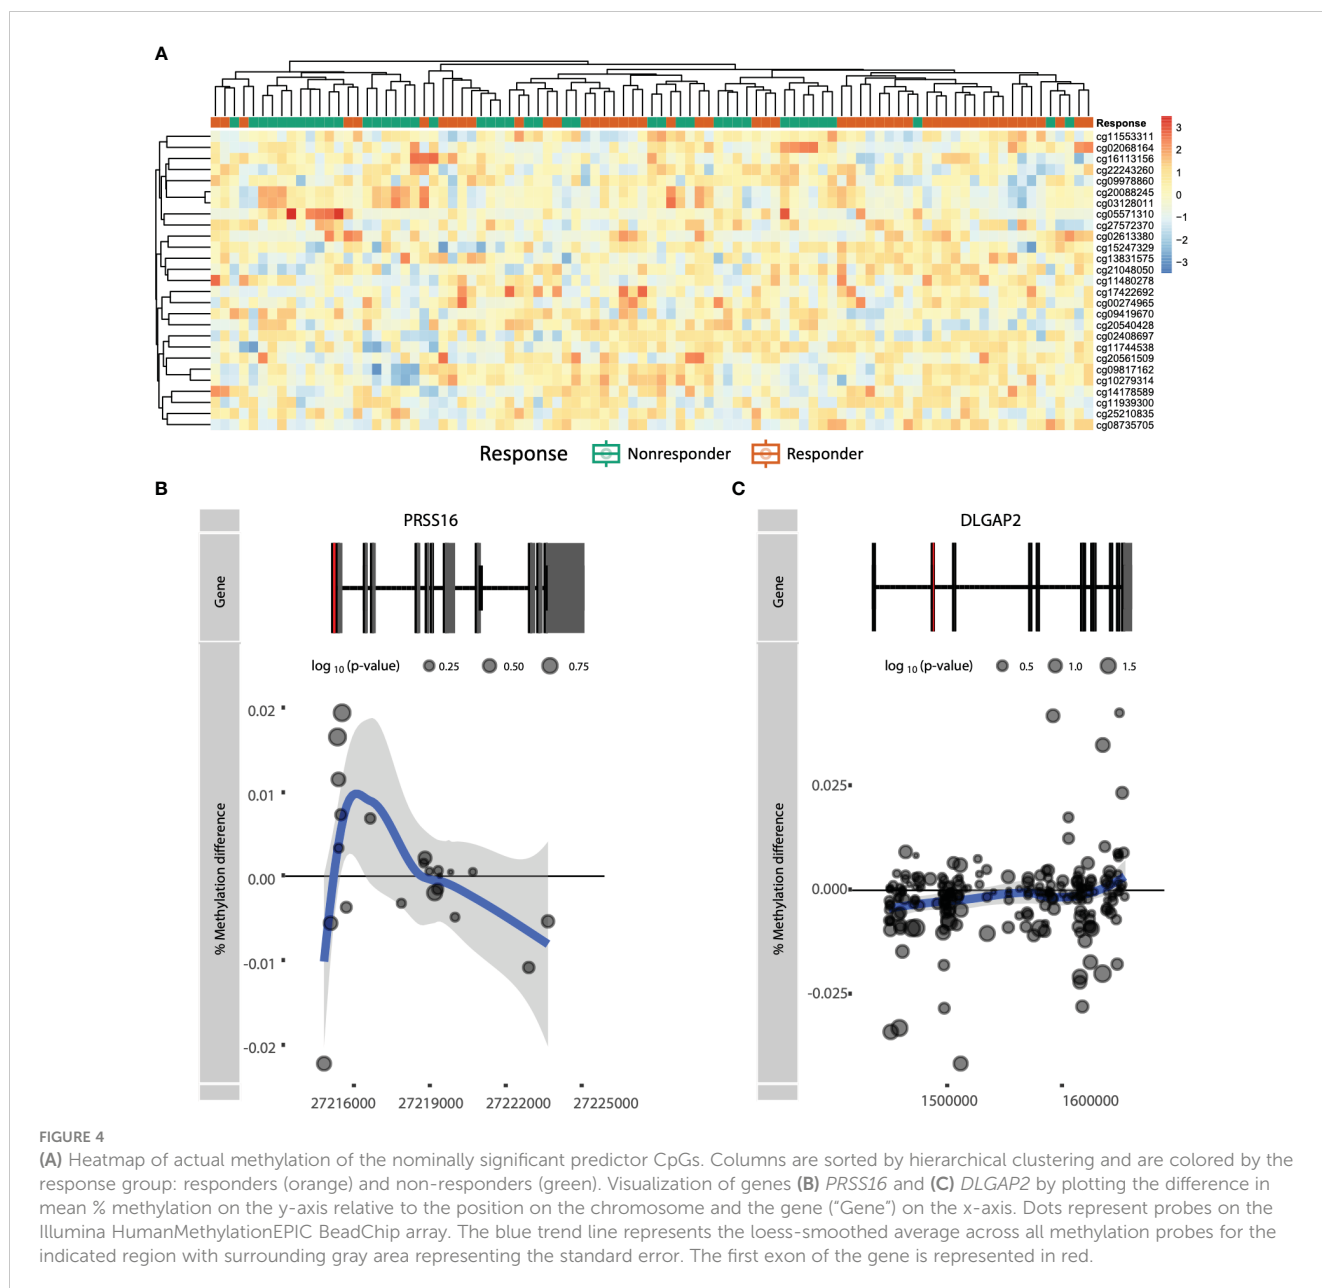 A
Response
cg11553311
cg02068164
cg16113156
cg22243260
cg09978860
cg20088245
cg03128011
cg05571310
cg27572370
cg02613380
cg15247329
cg13831575
cg21048050
cg11480278
cg17422692
cg00274965
cg09419670
cg20540428
cg02408697
cg11744538
cg20561509
cg09817162
cg10279314
cg14178589
cg11939300
cg25210835
cg08735705
3
2
1
0
−1
−2
−3
Response Nonresponder Responder
B
PRSS16
Gene
log 10 (p-value) 0.25 0.50 0.75
% Methylation difference
0.02
0.01
0.00
-0.01
-0.02
27216000 27219000 27222000 27225000
C
DLGAP2
Gene
log 10 (p-value) 0.5 1.0 1.5
% Methylation difference
0.025
0.000
-0.025
1500000 1600000
FIGURE 4
(A) Heatmap of actual methylation of the nominally significant predictor CpGs. Columns are sorted by hierarchical clustering and are colored by the
response group: responders (orange) and non-responders (green). Visualization of genes (B) PRSS16 and (C) DLGAP2 by plotting the difference in
mean % methylation on the y-axis relative to the position on the chromosome and the gene (“Gene”) on the x-axis. Dots represent probes on the
Illumina HumanMethylationEPIC BeadChip array. The blue trend line represents the loess-smoothed average across all methylation probes for the
indicated region with surrounding gray area representing the standard error. The first exon of the gene is represented in red.